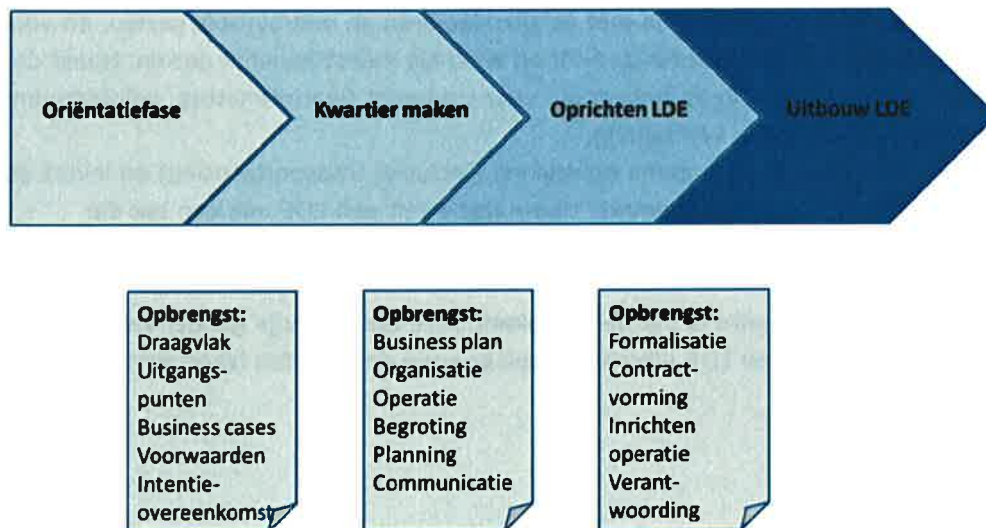 Oriëntatiefase
Kwartier maken
Oprichten LDE
Uitbouw LDE
Opbrengst:
Draagvlak
Uitgangs-
punten
Business cases
Voorwaarden
Intentie-
overeenkomst
Opbrengst:
Business plan
Organisatie
Operatie
Begroting
Planning
Communicatie
Opbrengst:
Formalisatie
Contract-
vorming
Inrichten
operatie
Verant-
woording